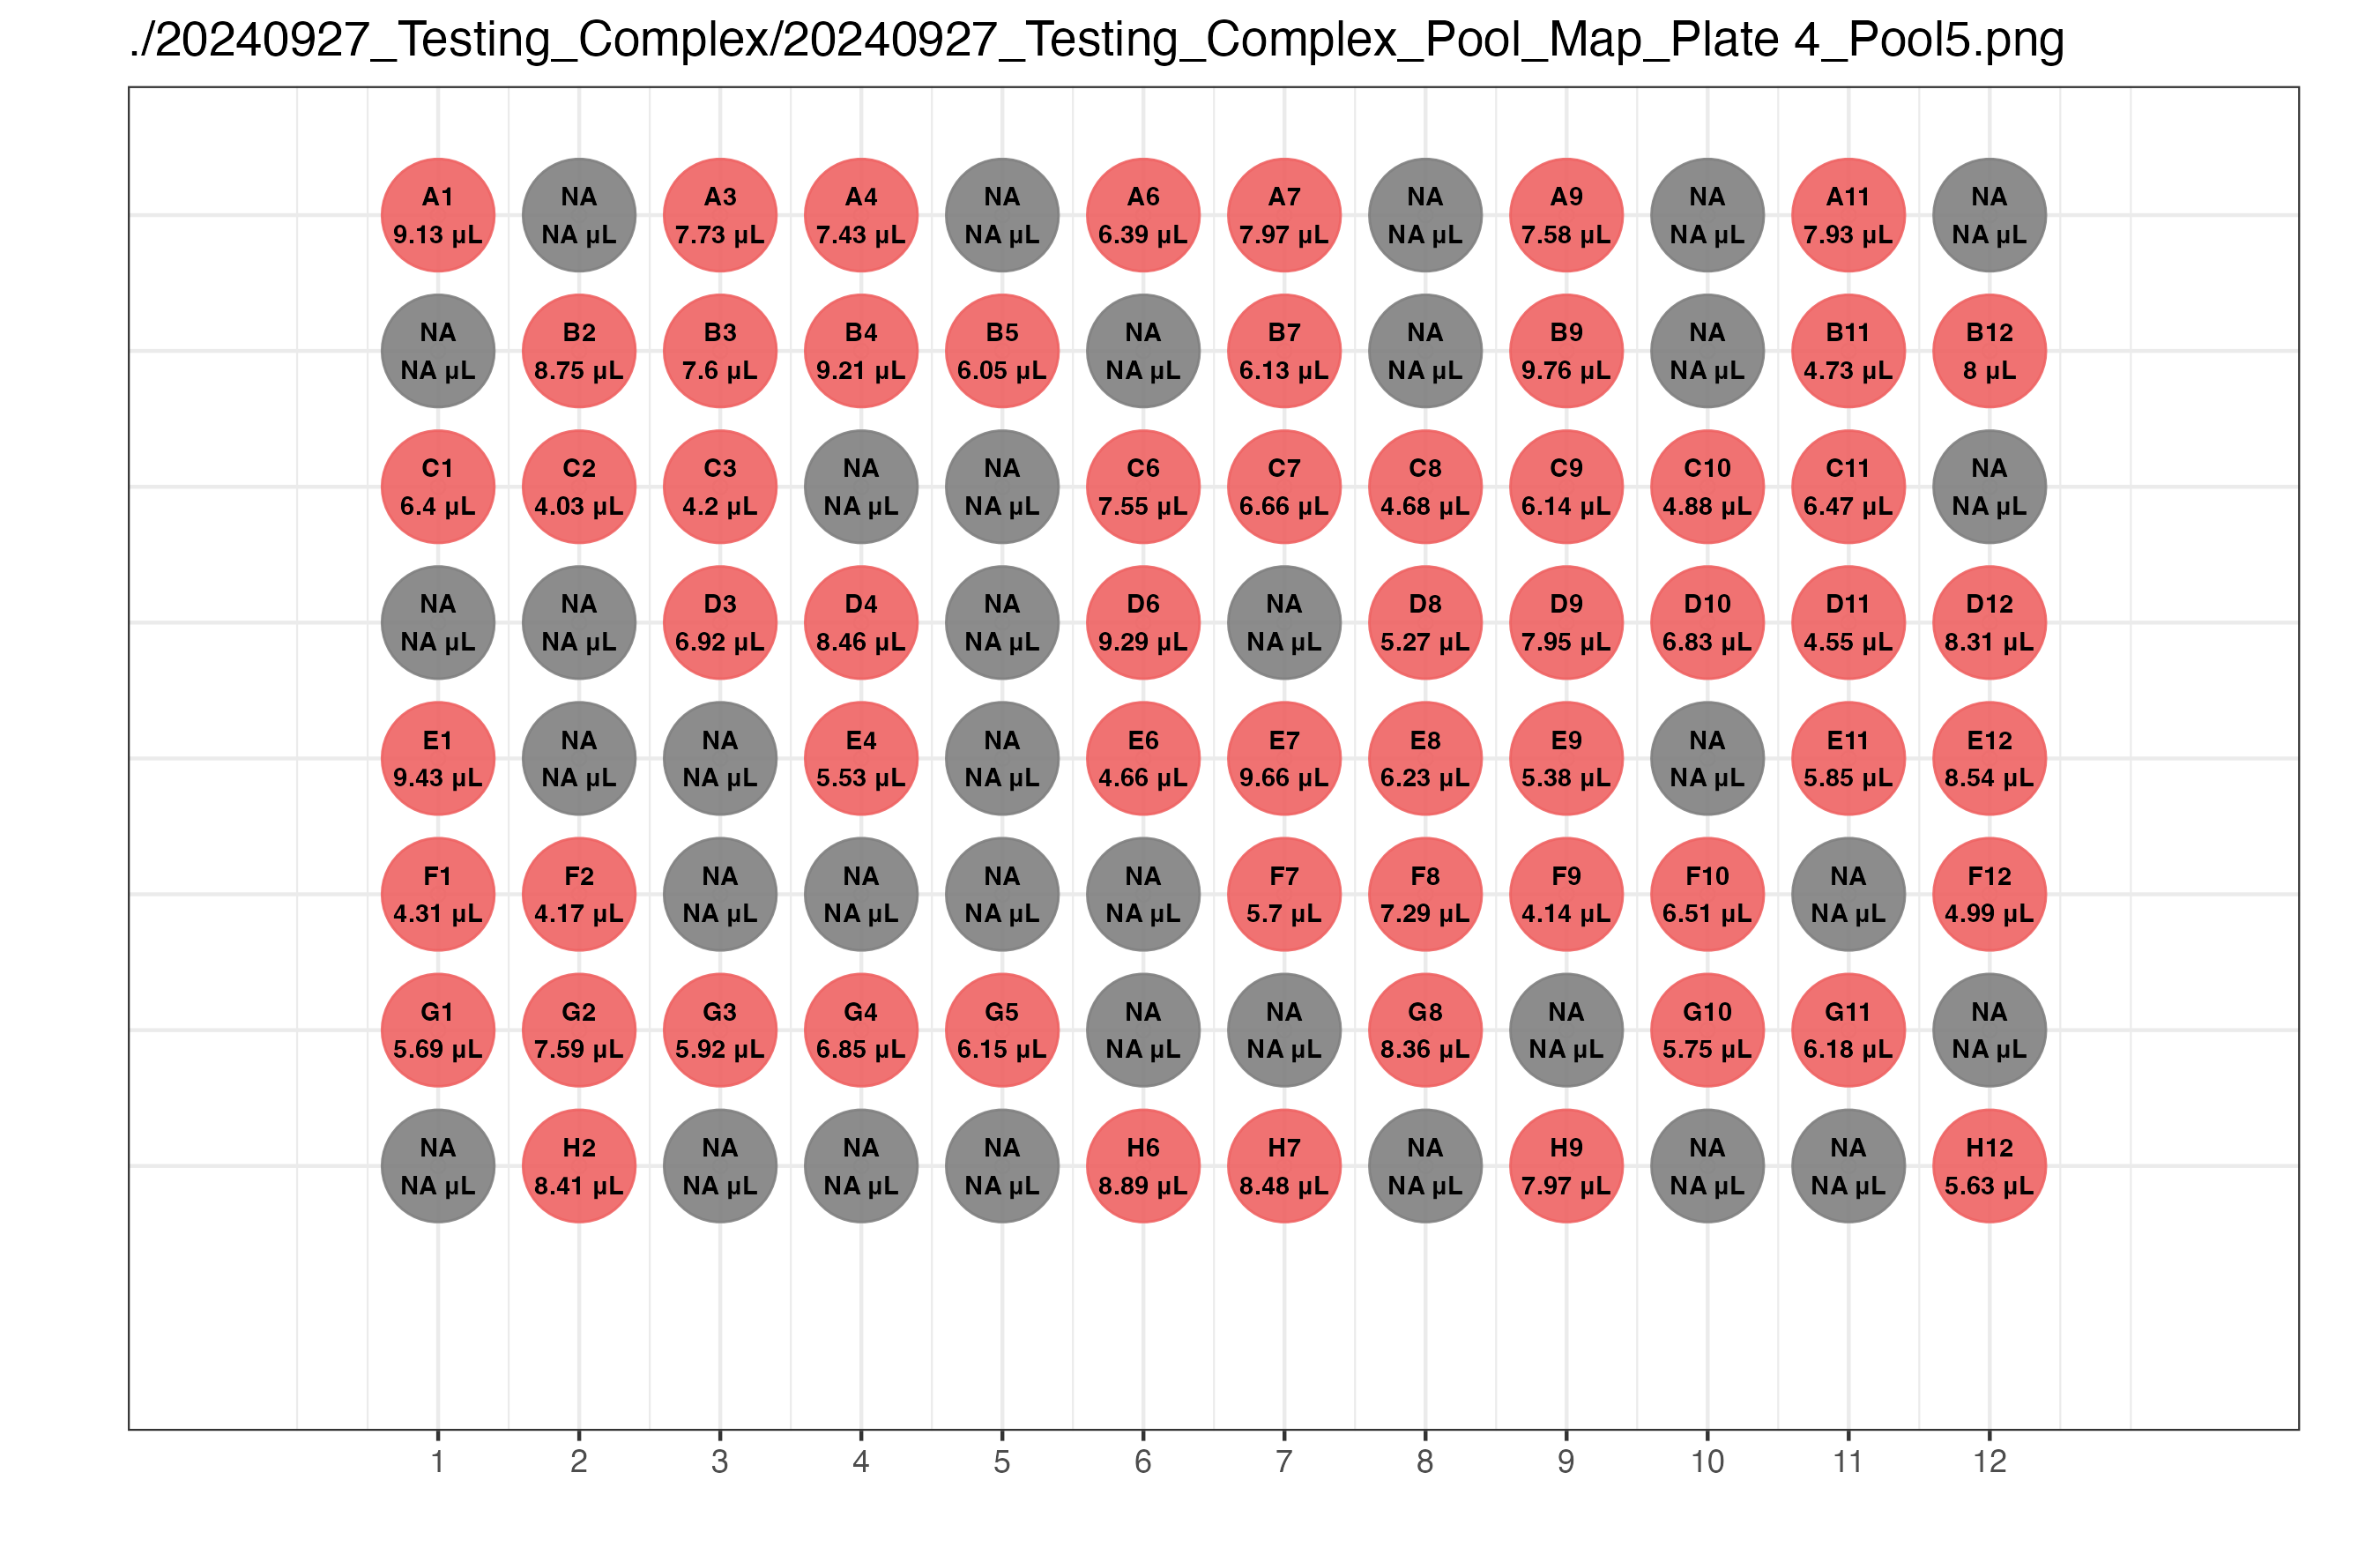 ./20240927_Testing_Complex/20240927_Testing_Complex_Pool_Map_Plate 4_Pool5.png
A1 NA A3 A4 NA A6 A7 NA A9 NA A11 NA
9.13 µL NA µL 7.73 µL 7.43 µL NA µL 6.39 µL 7.97 µL NA µL 7.58 µL NA µL 7.93 µL NA µL
NA B2 B3 B4 B5 NA B7 NA B9 NA B11 B12
NA µL 8.75 µL 7.6 µL 9.21 µL 6.05 µL NA µL 6.13 µL NA µL 9.76 µL NA µL 4.73 µL 8 µL
C1 C2 C3 NA NA C6 C7 C8 C9 C10 C11 NA
6.4 µL 4.03 µL 4.2 µL NA µL NA µL 7.55 µL 6.66 µL 4.68 µL 6.14 µL 4.88 µL 6.47 µL NA µL
NA NA D3 D4 NA D6 NA D8 D9 D10 D11 D12
NA µL NA µL 6.92 µL 8.46 µL NA µL 9.29 µL NA µL 5.27 µL 7.95 µL 6.83 µL 4.55 µL 8.31 µL
E1 NA NA E4 NA E6 E7 E8 E9 NA E11 E12
9.43 µL NA µL NA µL 5.53 µL NA µL 4.66 µL 9.66 µL 6.23 µL 5.38 µL NA µL 5.85 µL 8.54 µL
F1 F2 NA NA NA NA F7 F8 F9 F10 NA F12
4.31 µL 4.17 µL NA µL NA µL NA µL NA µL 5.7 µL 7.29 µL 4.14 µL 6.51 µL NA µL 4.99 µL
G1 G2 G3 G4 G5 NA NA G8 NA G10 G11 NA
5.69 µL 7.59 µL 5.92 µL 6.85 µL 6.15 µL NA µL NA µL 8.36 µL NA µL 5.75 µL 6.18 µL NA µL
NA H2 NA NA NA H6 H7 NA H9 NA NA H12
NA µL 8.41 µL NA µL NA µL NA µL 8.89 µL 8.48 µL NA µL 7.97 µL NA µL NA µL 5.63 µL
1 2 3 4 5 6 7 8 9 10 11 12